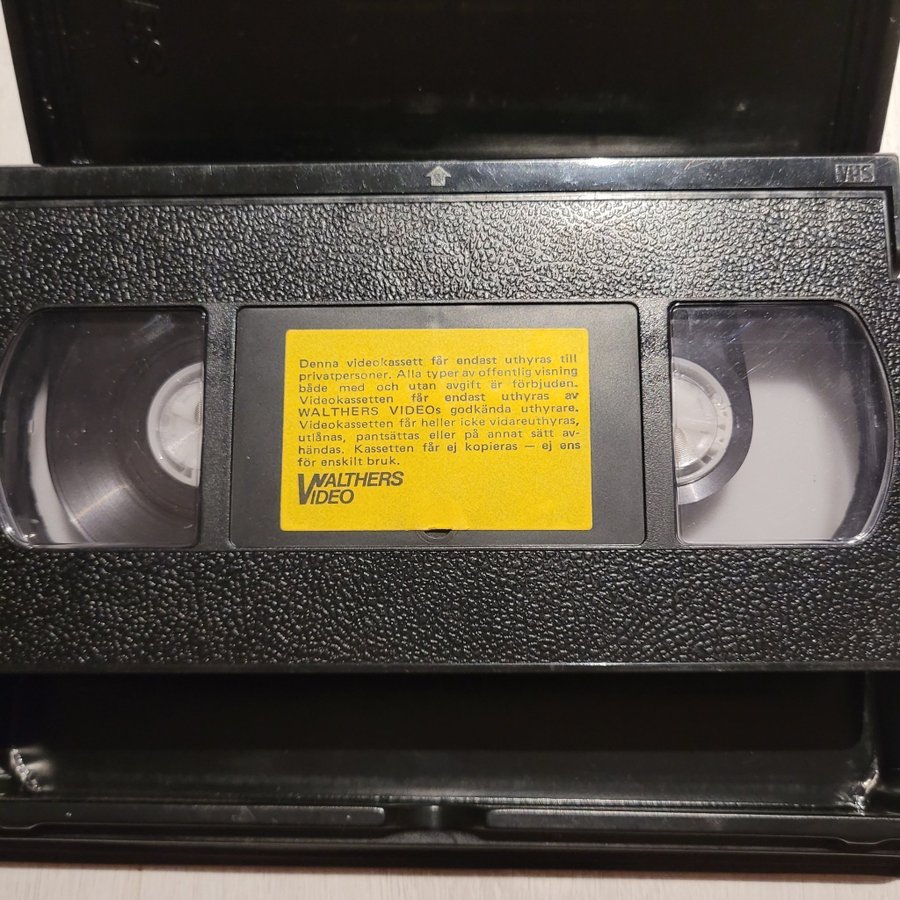 VHS
Denna videokassett får endast uthyras till
privatpersoner. Alla typer av offentlig visning
både med och utan avgift är förbjuden.
Videokassetten får endast uthyras av
WALTHERS VIDEOs godkända uthyrare.
Videokassetten får heller icke vidareuthyras,
utlånas, pantsättas eller på annat sätt av-
händas. Kassetten får ej kopieras — ej ens
för enskilt bruk.
WALTHERS
VIDEO